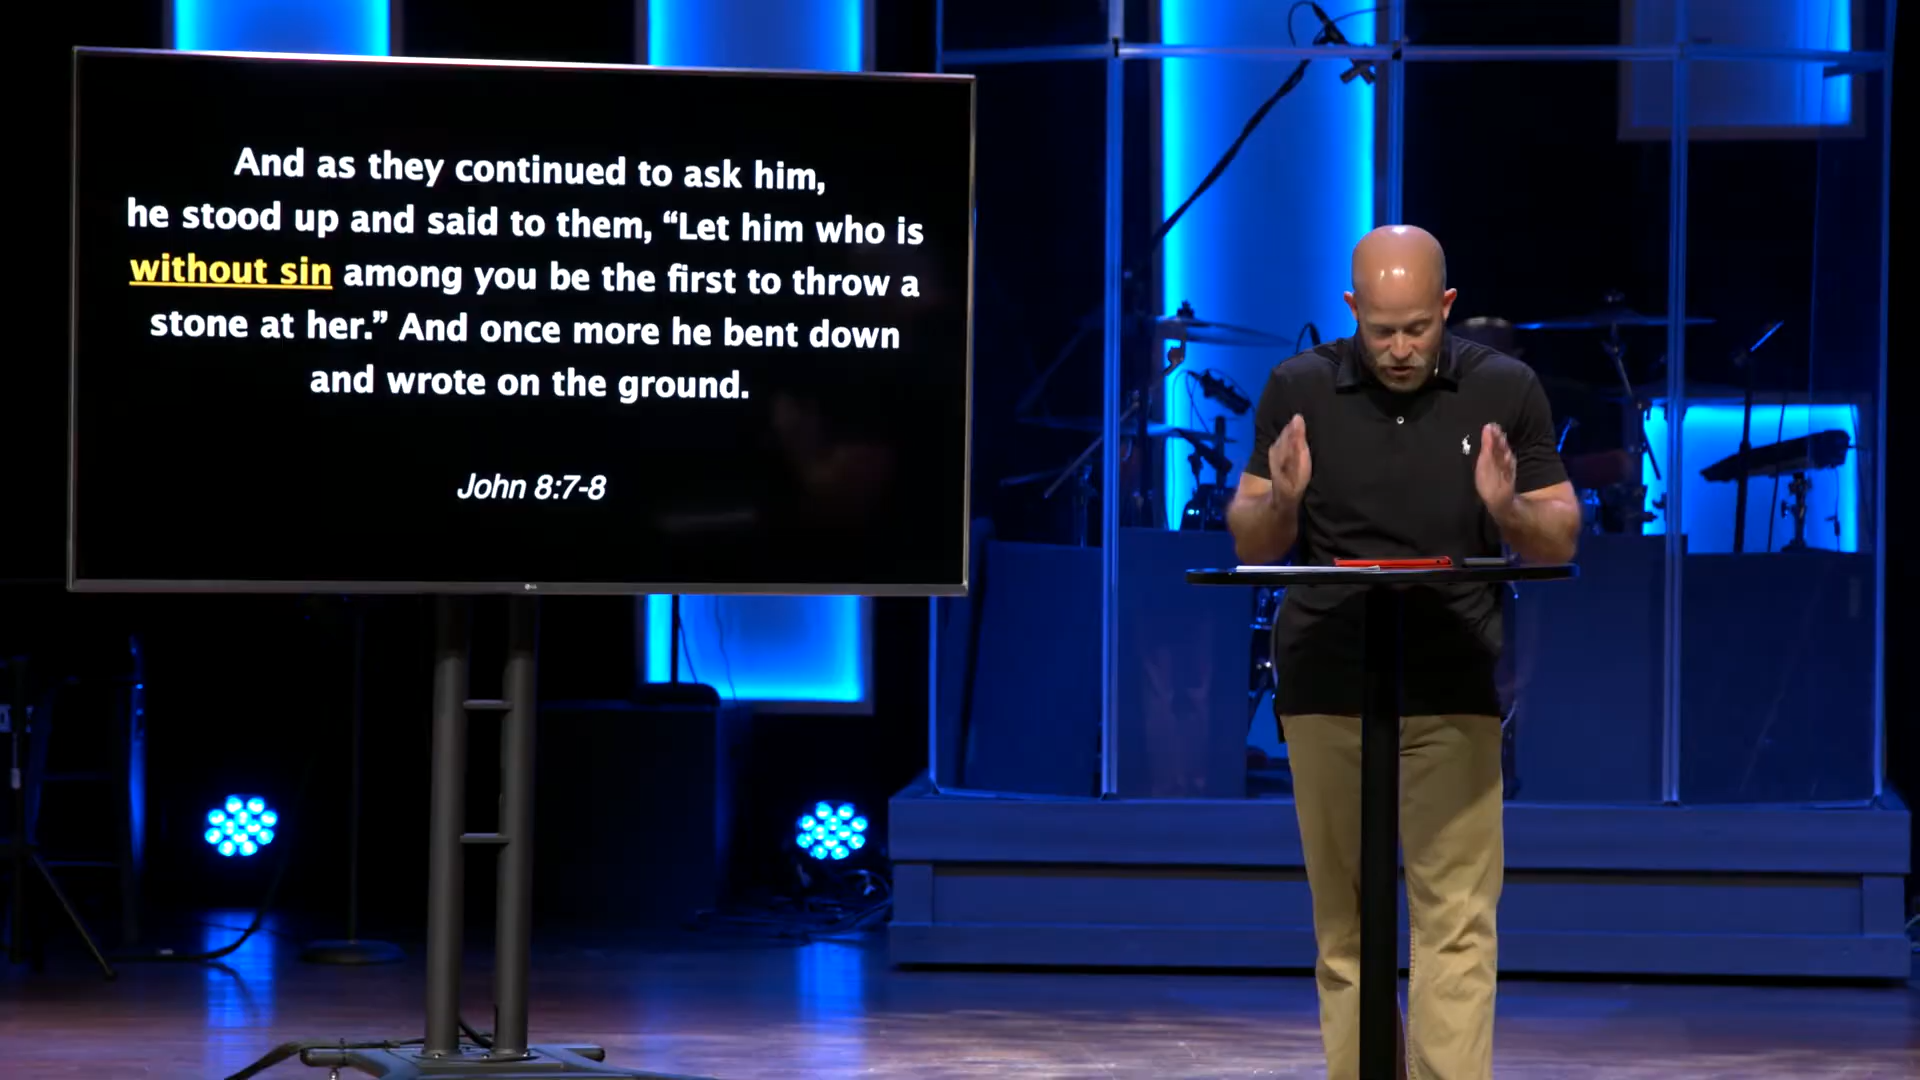 And as they continued to ask him,
he stood up and said to them, “Let him who is
without sin among you be the first to throw a
stone at her.” And once more he bent down
and wrote on the ground.
John 8:7-8